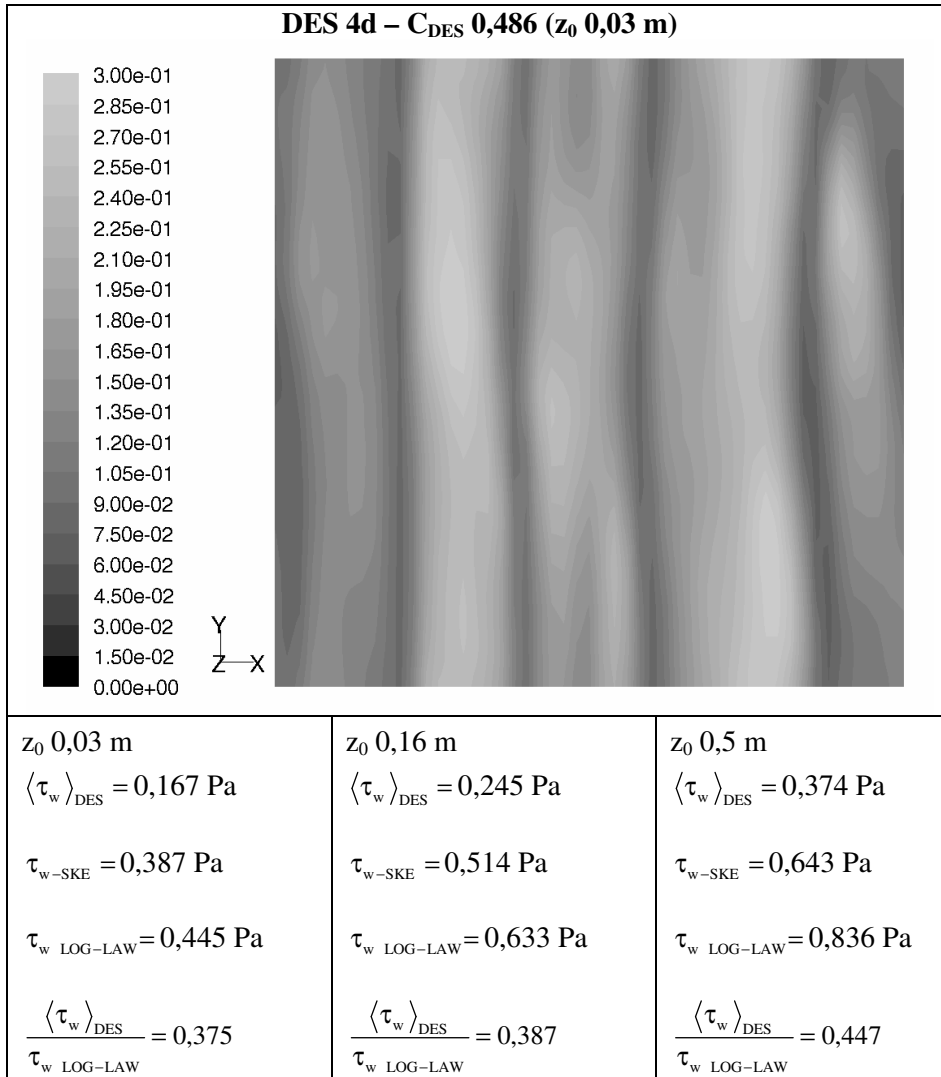 DES 4d – C_DES 0,486 (z₀ 0,03 m)
3.00e-01
2.85e-01
2.70e-01
2.55e-01
2.40e-01
2.25e-01
2.10e-01
1.95e-01
1.80e-01
1.65e-01
1.50e-01
1.35e-01
1.20e-01
1.05e-01
9.00e-02
7.50e-02
6.00e-02
4.50e-02
3.00e-02
1.50e-02
0.00e+00
Y
Z X
z₀ 0,03 m
⟨τ_w⟩_DES = 0,167 Pa
τ_w−SKE = 0,387 Pa
τ_w LOG−LAW = 0,445 Pa
⟨τ_w⟩_DES / τ_w LOG−LAW = 0,375
z₀ 0,16 m
⟨τ_w⟩_DES = 0,245 Pa
τ_w−SKE = 0,514 Pa
τ_w LOG−LAW = 0,633 Pa
⟨τ_w⟩_DES / τ_w LOG−LAW = 0,387
z₀ 0,5 m
⟨τ_w⟩_DES = 0,374 Pa
τ_w−SKE = 0,643 Pa
τ_w LOG−LAW = 0,836 Pa
⟨τ_w⟩_DES / τ_w LOG−LAW = 0,447